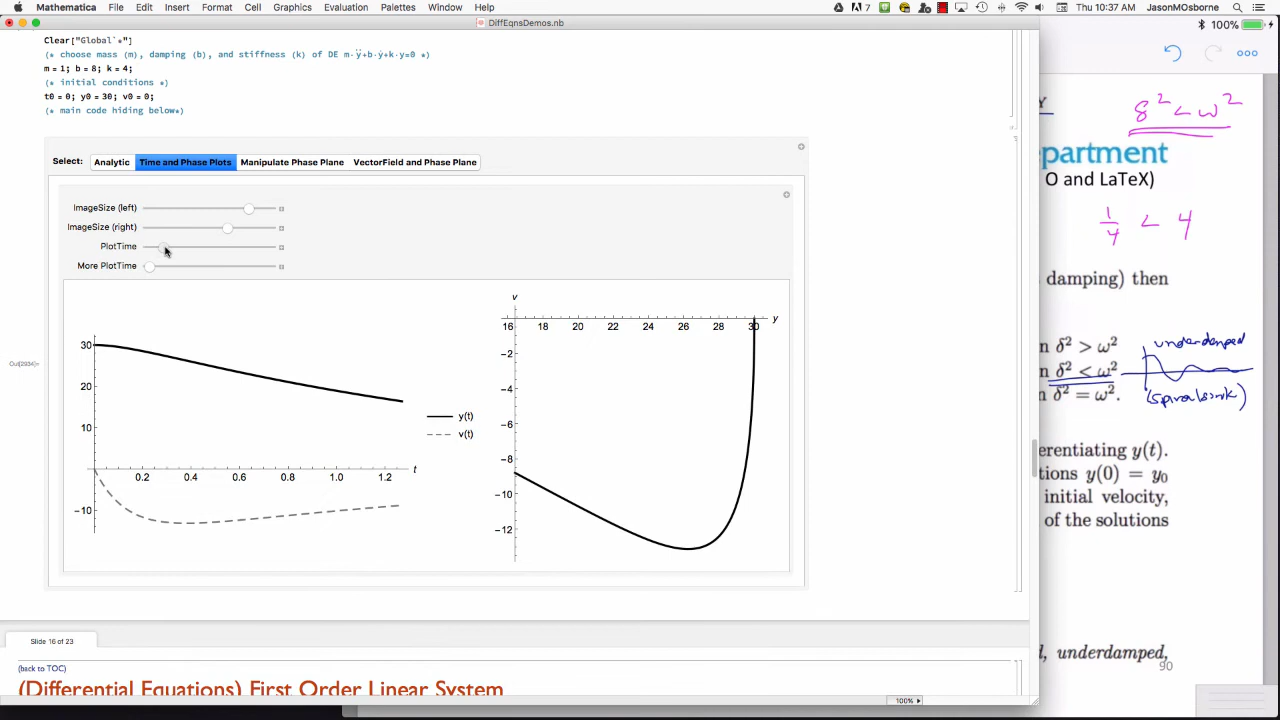 Mathematica File Edit Insert Format Cell Graphics Evaluation Palettes Window Help 7 Thu 10:37 AM JasonMOsborne
DiffEqnsDemos.nb
100%
Clear["Global`*"]
(* choose mass (m), damping (b), and stiffness (k) of DE m·ÿ+b·ẏ+k·y=0 *)
m = 1; b = 8; k = 4;
(* initial conditions *)
t0 = 0; y0 = 30; v0 = 0;
(* main code hiding below*)
Select: Analytic Time and Phase Plots Manipulate Phase Plane VectorField and Phase Plane
ImageSize (left)
ImageSize (right)
PlotTime
More PlotTime
Out[2934]=
30
20
10
-10
0.2 0.4 0.6 0.8 1.0 1.2 t
y(t)
v(t)
v
16 18 20 22 24 26 28 30 y
-2
-4
-6
-8
-10
-12
Slide 16 of 23
(back to TOC)
(Differential Equations) First Order Linear System
100%
Y
δ² < ω²
partment
O and LaTeX)
1/4 < 4
damping) then
n δ² > ω²
n δ² < ω²
n δ² = ω².
underdamped
(spiral sink)
erentiating y(t).
tions y(0) = y₀
initial velocity,
of the solutions
d, underdamped,
90